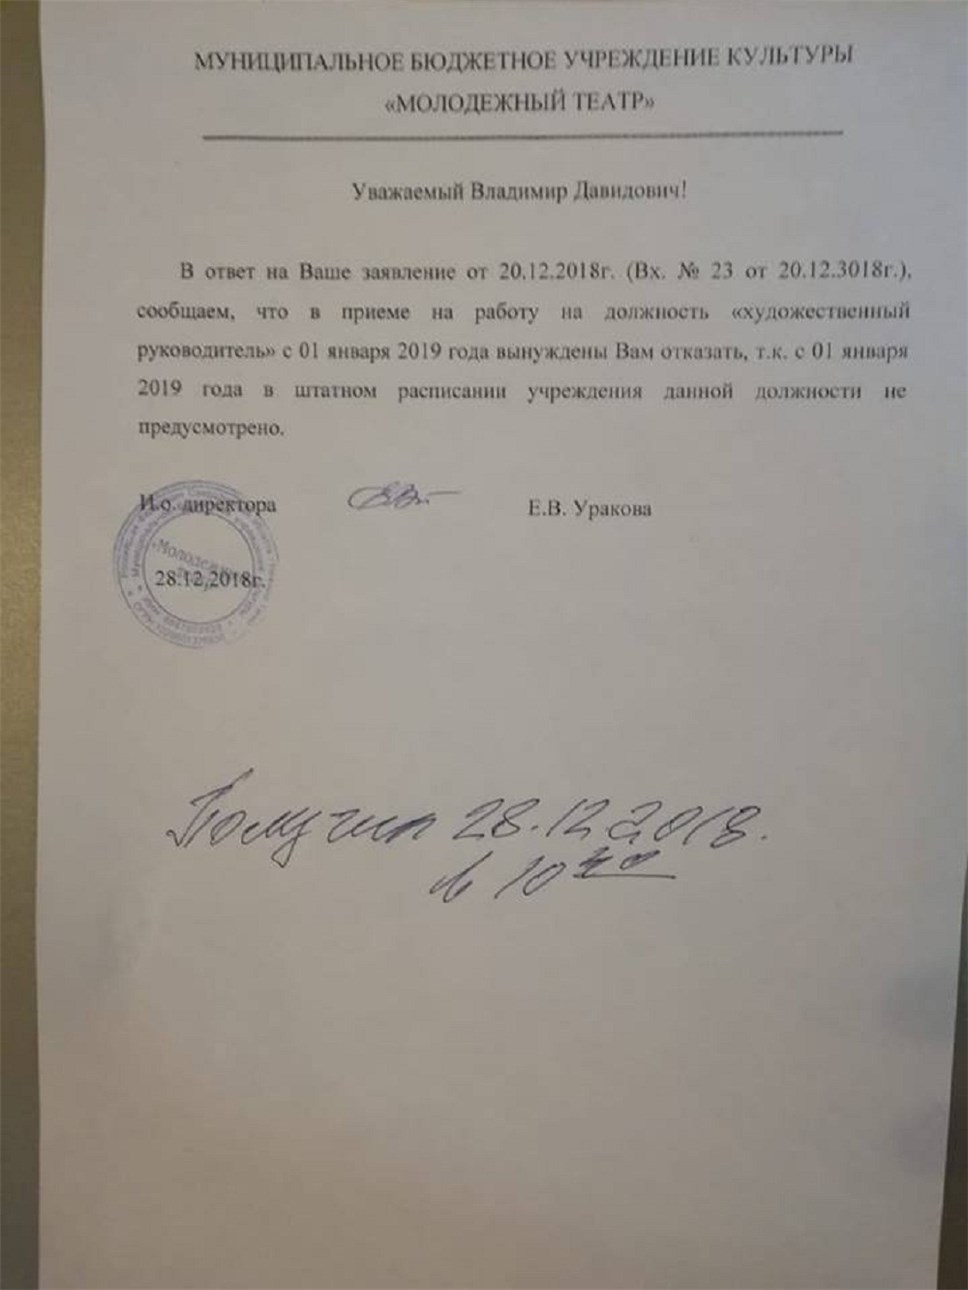 МУНИЦИПАЛЬНОЕ БЮДЖЕТНОЕ УЧРЕЖДЕНИЕ КУЛЬТУРЫ
«МОЛОДЕЖНЫЙ ТЕАТР»
Уважаемый Владимир Давидович!
В ответ на Ваше заявление от 20.12.2018г. (Вх. № 23 от 20.12.3018г.),
сообщаем, что в приеме на работу на должность «художественный
руководитель» с 01 января 2019 года вынуждены Вам отказать, т.к. с 01 января
2019 года в штатном расписании учреждения данной должности не
предусмотрено.
И.о. директора Е.В. Уракова
28.12.2018г.
Получил 28.12.2018.
в 10